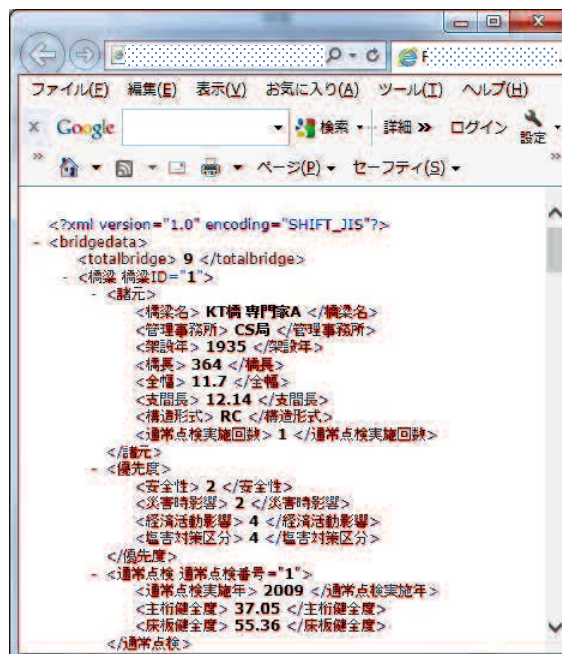 F
ファイル(F) 編集(E) 表示(V) お気に入り(A) ツール(T) ヘルプ(H)
x Google 検索 詳細 » ログイン 設定
» ページ(P) セーフティ(S) »
<?xml version="1.0" encoding="SHIFT_JIS"?>
- <bridgedata>
<totalbridge> 9 </totalbridge>
- <橋梁 橋梁ID="1">
- <諸元>
<橋梁名> KT橋 専門家A </橋梁名>
<管理事務所> CS局 </管理事務所>
<架設年> 1935 </架設年>
<橋長> 364 </橋長>
<全幅> 11.7 </全幅>
<支間長> 12.14 </支間長>
<構造形式> RC </構造形式>
<通常点検実施回数> 1 </通常点検実施回数>
</諸元>
- <優先度>
<安全性> 2 </安全性>
<災害時影響> 2 </災害時影響>
<経済活動影響> 4 </経済活動影響>
<塩害対策区分> 4 </塩害対策区分>
</優先度>
- <通常点検 通常点検番号="1">
<通常点検実施年> 2009 </通常点検実施年>
<主桁健全度> 37.05 </主桁健全度>
<床板健全度> 55.36 </床板健全度>
</通常点検>